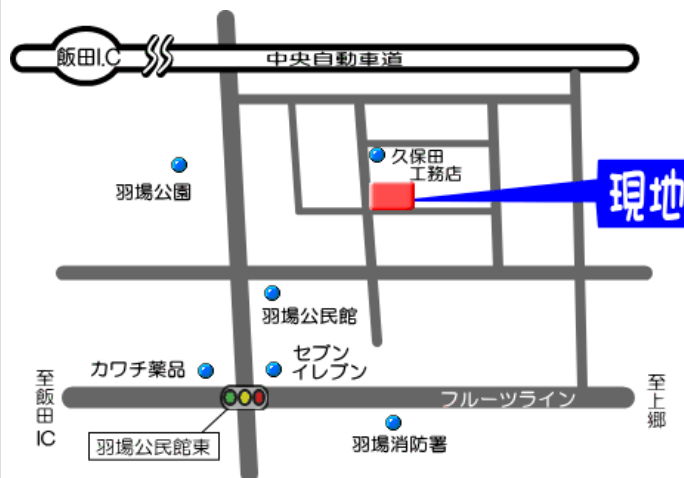 飯田I.C
中央自動車道
久保田
工務店
羽場公園
現地
羽場公民館
セブン
イレブン
カワチ薬品
至飯田IC
フルーツライン
至上郷
羽場公民館東
羽場消防署